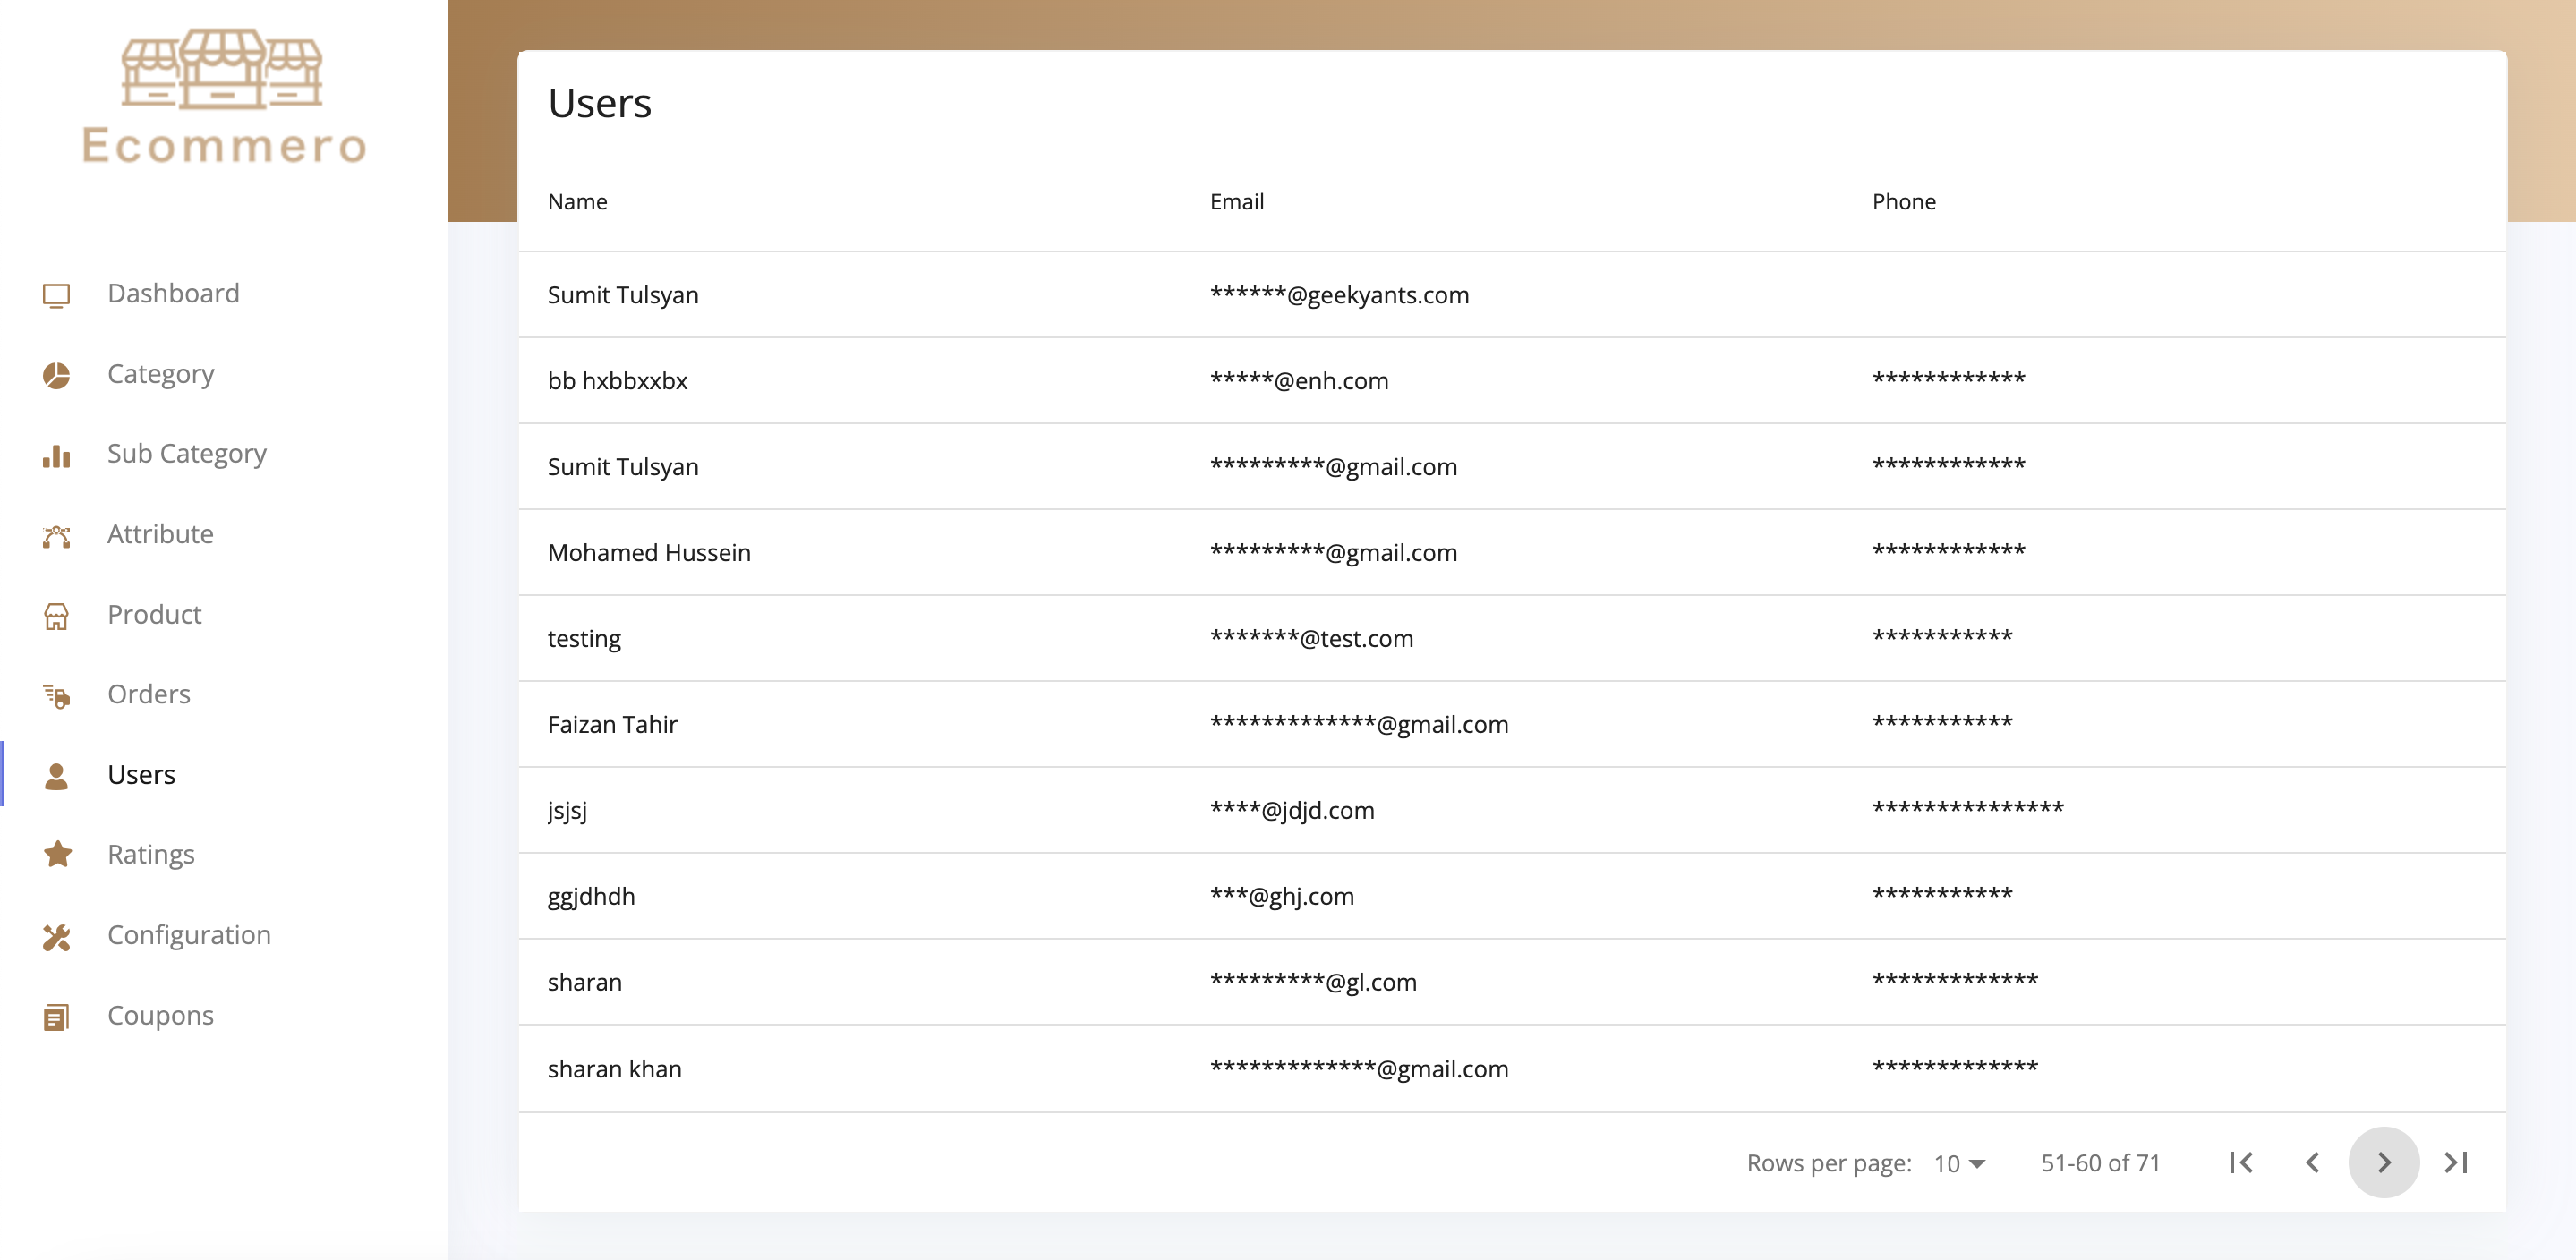 Ecommero
Dashboard
Category
Sub Category
Attribute
Product
Orders
Users
Ratings
Configuration
Coupons
Users
Name Email Phone
Sumit Tulsyan ******@geekyants.com
bb hxbbxxbx *****@enh.com ************
Sumit Tulsyan *********@gmail.com ************
Mohamed Hussein *********@gmail.com ************
testing *******@test.com ***********
Faizan Tahir *************@gmail.com ***********
jsjsj ****@jdjd.com ***************
ggjdhdh ***@ghj.com ***********
sharan *********@gl.com *************
sharan khan *************@gmail.com *************
Rows per page: 10 51-60 of 71